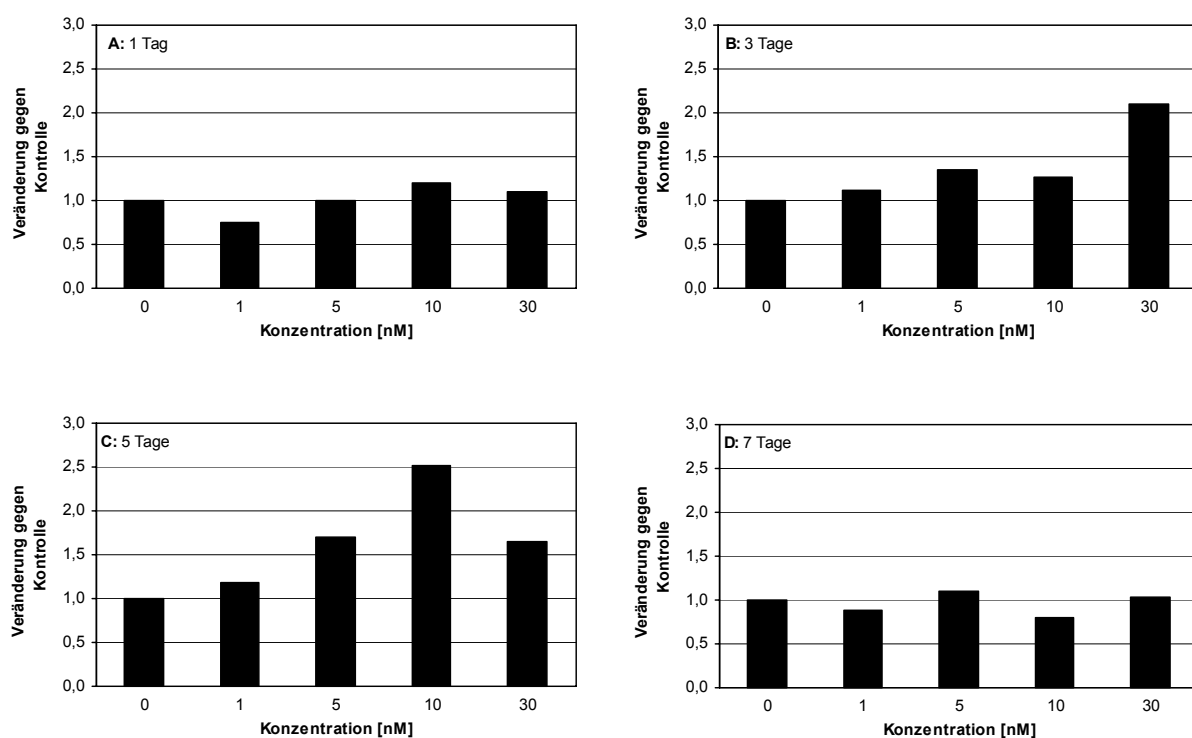 A: 1 Tag
Veränderung gegen
Kontrolle
3,0
2,5
2,0
1,5
1,0
0,5
0,0
0 1 5 10 30
Konzentration [nM]
B: 3 Tage
Veränderung gegen
Kontrolle
3,0
2,5
2,0
1,5
1,0
0,5
0,0
0 1 5 10 30
Konzentration [nM]
C: 5 Tage
Veränderung gegen
Kontrolle
3,0
2,5
2,0
1,5
1,0
0,5
0,0
0 1 5 10 30
Konzentration [nM]
D: 7 Tage
Veränderung gegen
Kontrolle
3,0
2,5
2,0
1,5
1,0
0,5
0,0
0 1 5 10 30
Konzentration [nM]